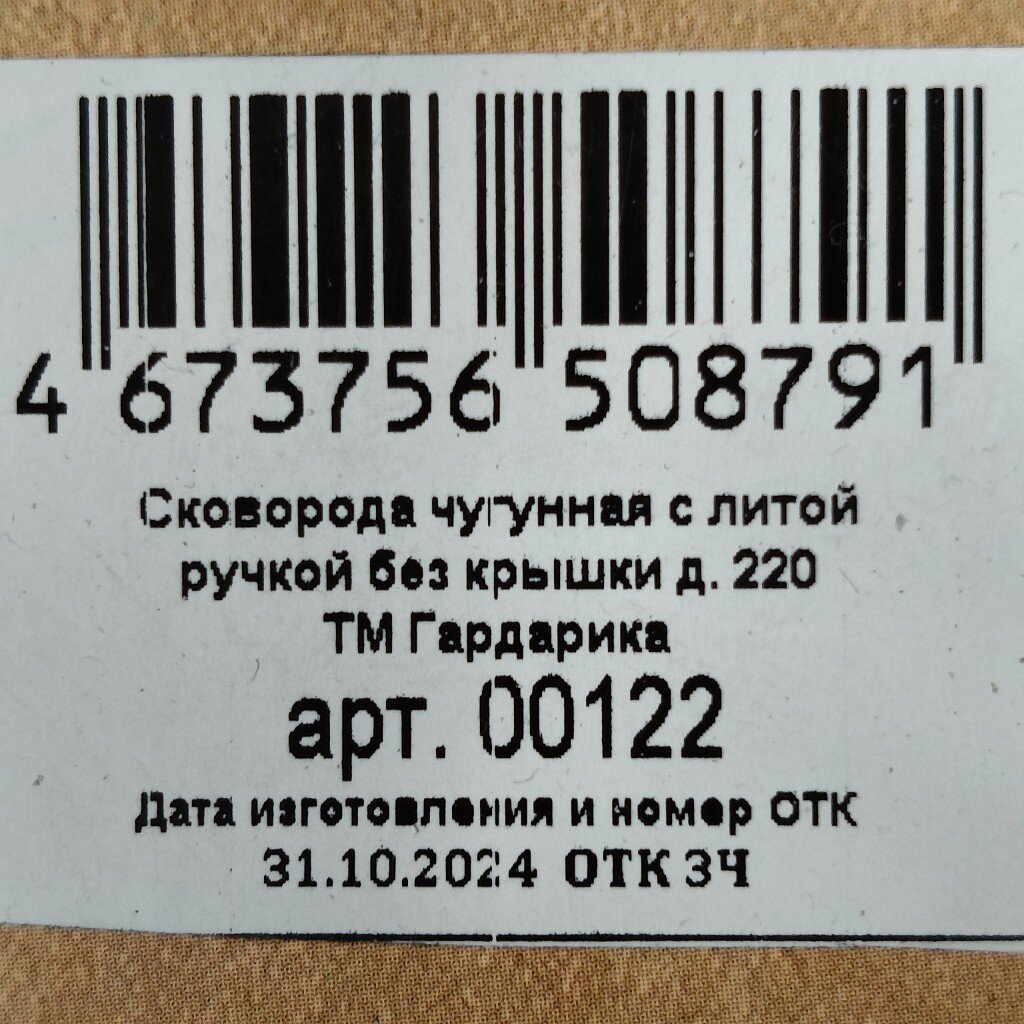 4 673756 508791
Сковорода чугунная с литой
ручкой без крышки д. 220
ТМ Гардарика
арт. 00122
Дата изготовления и номер ОТК
31.10.2024 ОТК ЗЧ